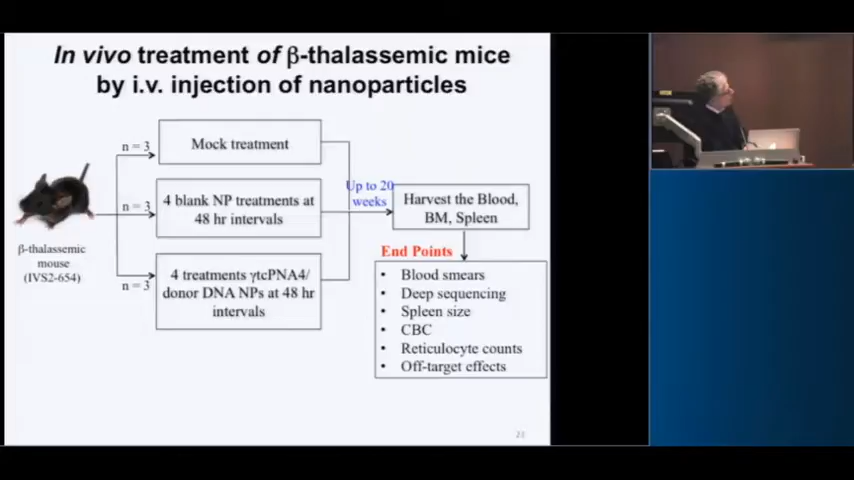 In vivo treatment of β-thalassemic mice
by i.v. injection of nanoparticles
n = 3
Mock treatment
n = 3
4 blank NP treatments at
48 hr intervals
n = 3
4 treatments γtcPNA4/
donor DNA NPs at 48 hr
intervals
β-thalassemic
mouse
(IVS2-654)
Up to 20
weeks
Harvest the Blood,
BM, Spleen
End Points
• Blood smears
• Deep sequencing
• Spleen size
• CBC
• Reticulocyte counts
• Off-target effects
23